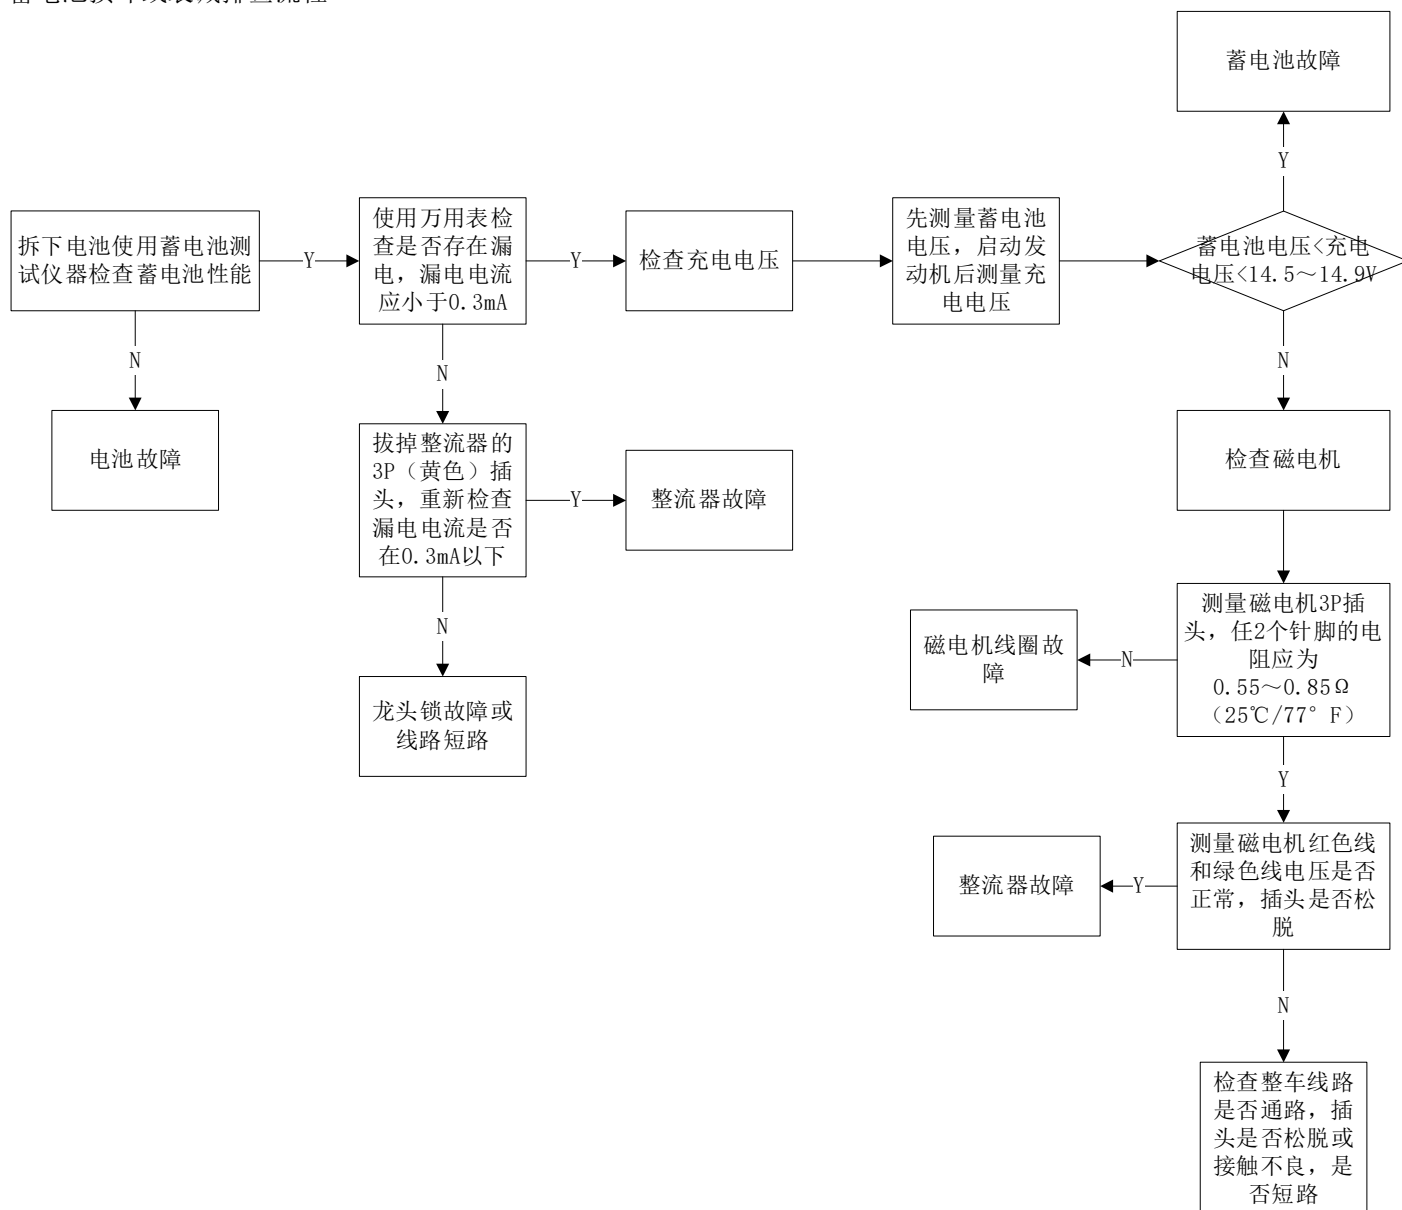 蓄电池故障
Y
拆下电池使用蓄电池测
试仪器检查蓄电池性能
Y
使用万用表检
查是否存在漏
电，漏电电流
应小于0.3mA
Y
检查充电电压
先测量蓄电池
电压，启动发
动机后测量充
电电压
蓄电池电压<充电
电压<14.5～14.9V
N
N
N
电池故障
拔掉整流器的
3P（黄色）插
头，重新检查
漏电电流是否
在0.3mA以下
Y
整流器故障
检查磁电机
N
龙头锁故障或
线路短路
磁电机线圈故
障
N
测量磁电机3P插
头，任2个针脚的电
阻应为
0.55～0.85Ω
（25℃/77°F）
Y
整流器故障
Y
测量磁电机红色线
和绿色线电压是否
正常，插头是否松
脱
N
检查整车线路
是否通路，插
头是否松脱或
接触不良，是
否短路